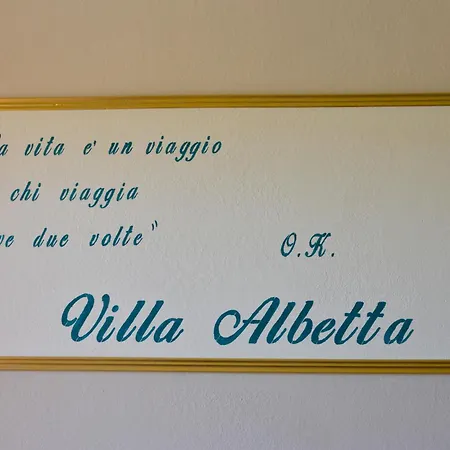 a vita e' un viaggio
chi viaggia
ve due volte"
O.K.
Villa Albetta